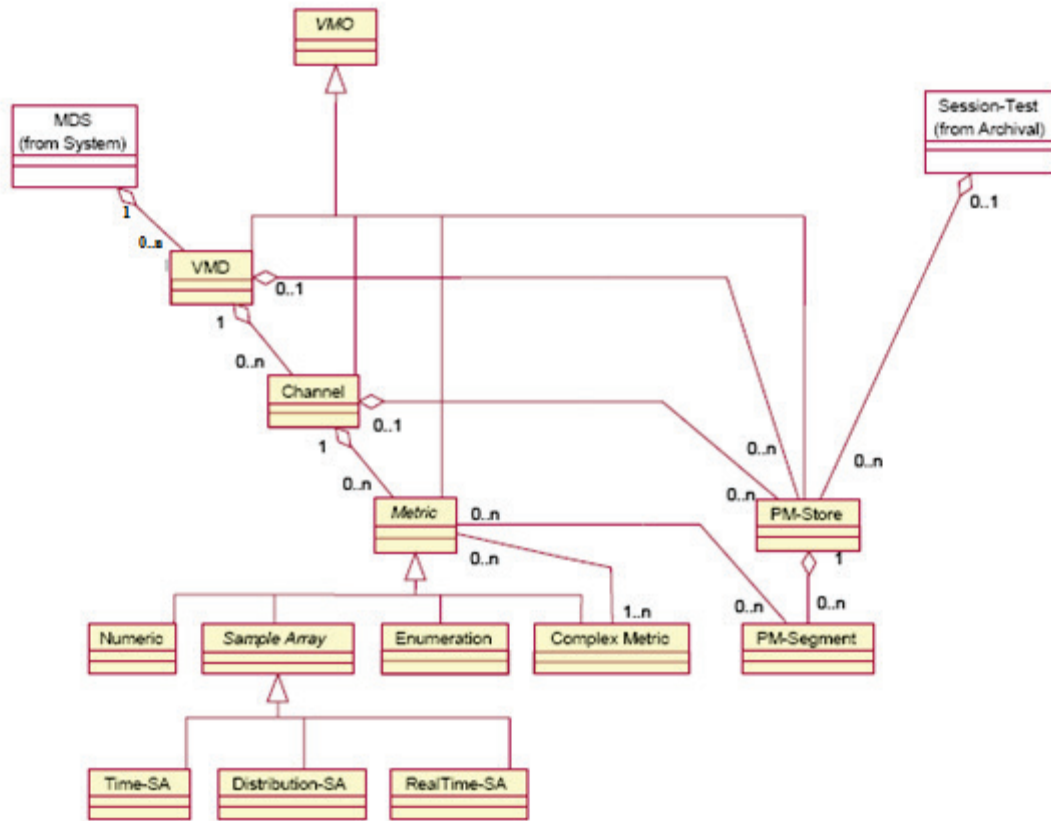 VMO
MDS
(from System)
Session-Test
(from Archival)
1
0..1
0..n
VMD
0..1
1
0..n
Channel
0..1
1
0..n
0..n
0..n
0..n
Metric
0..n
PM-Store
0..n
1
1..n
0..n
0..n
Numeric
Sample Array
Enumeration
Complex Metric
PM-Segment
Time-SA
Distribution-SA
RealTime-SA